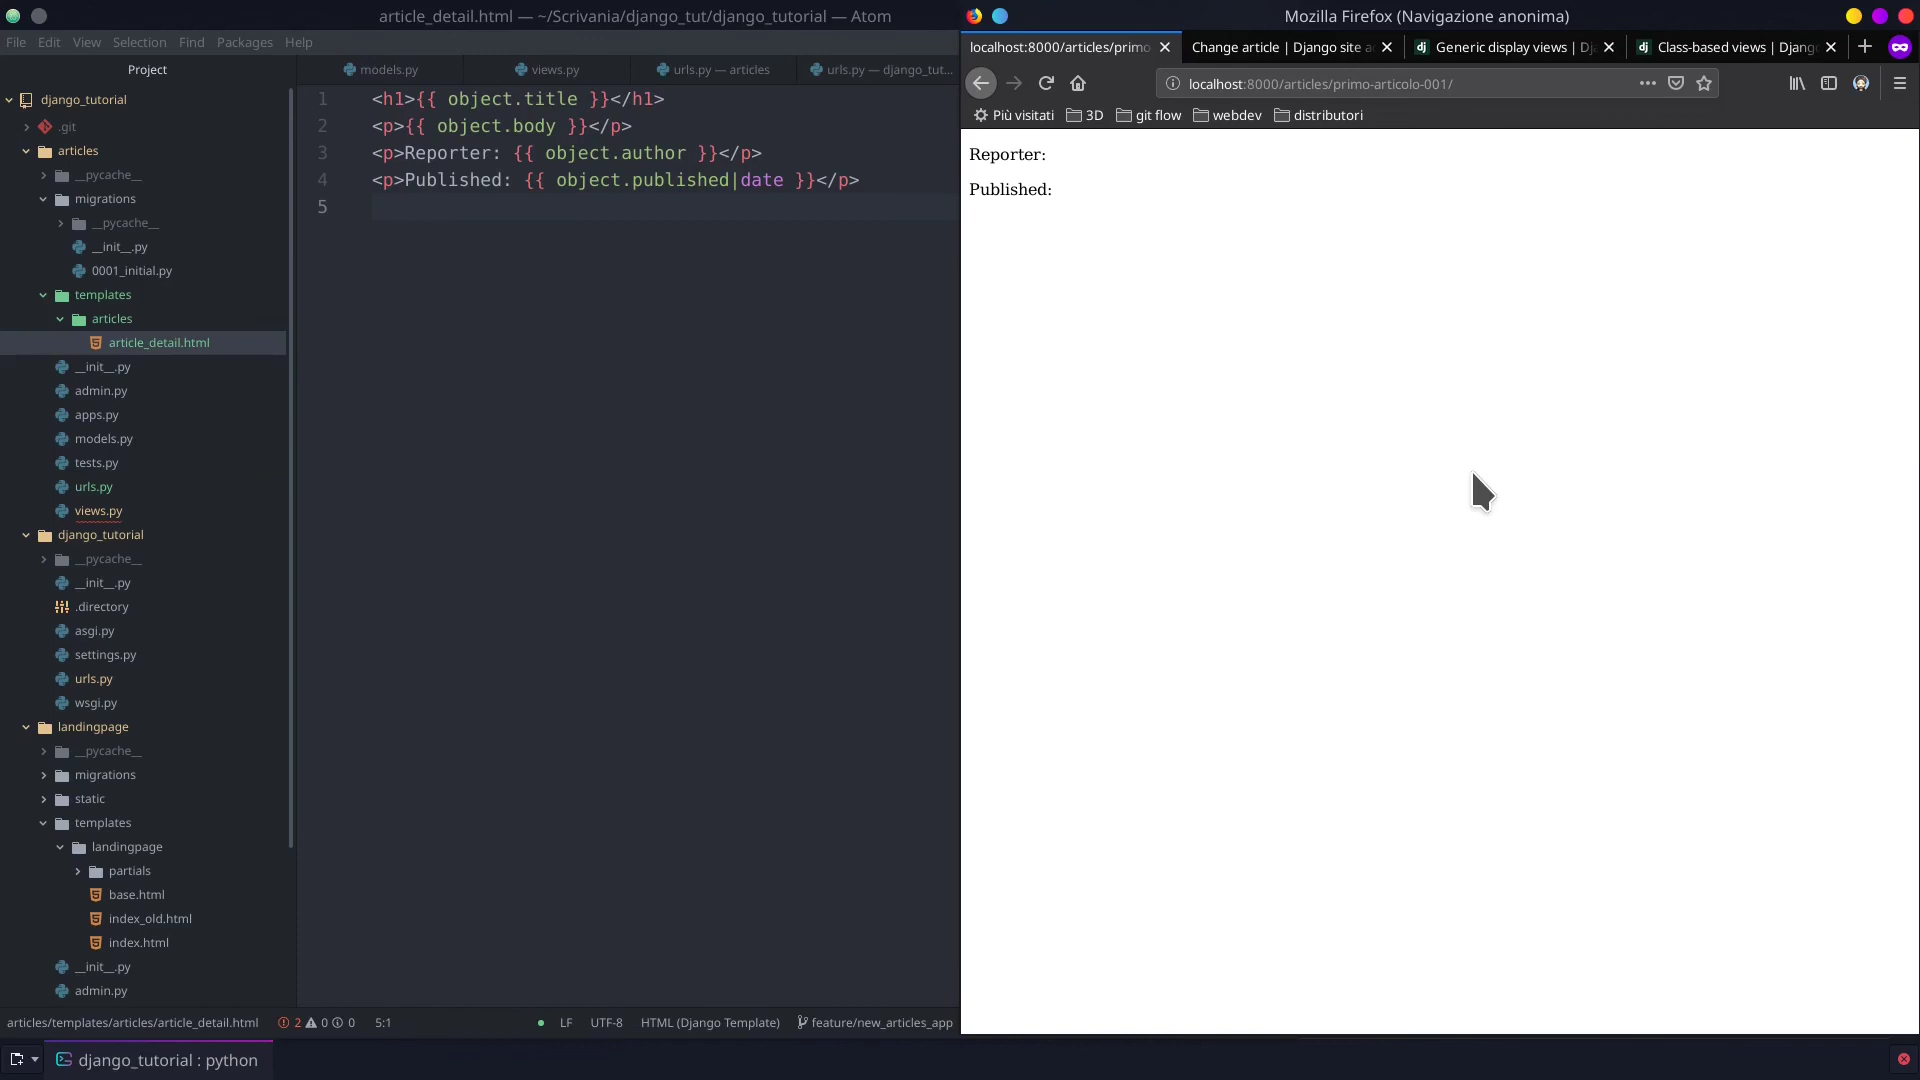 article_detail.html — ~/Scrivania/django_tut/django_tutorial — Atom
File Edit View Selection Find Packages Help
Project
django_tutorial
.git
articles
__pycache__
migrations
__pycache__
__init__.py
0001_initial.py
templates
articles
article_detail.html
__init__.py
admin.py
apps.py
models.py
tests.py
urls.py
views.py
django_tutorial
__pycache__
__init__.py
.directory
asgi.py
settings.py
urls.py
wsgi.py
landingpage
__pycache__
migrations
static
templates
landingpage
partials
base.html
index_old.html
index.html
__init__.py
admin.py
models.py views.py urls.py — articles urls.py — django_tut...
1 <h1>{{ object.title }}</h1>
2 <p>{{ object.body }}</p>
3 <p>Reporter: {{ object.author }}</p>
4 <p>Published: {{ object.published|date }}</p>
5
articles/templates/articles/article_detail.html 2 0 0 5:1 LF UTF-8 HTML (Django Template) feature/new_articles_app
django_tutorial : python
Mozilla Firefox (Navigazione anonima)
localhost:8000/articles/primo Change article | Django site a dj Generic display views | Dj dj Class-based views | Django
localhost:8000/articles/primo-articolo-001/
Più visitati 3D git flow webdev distributori
Reporter:
Published: